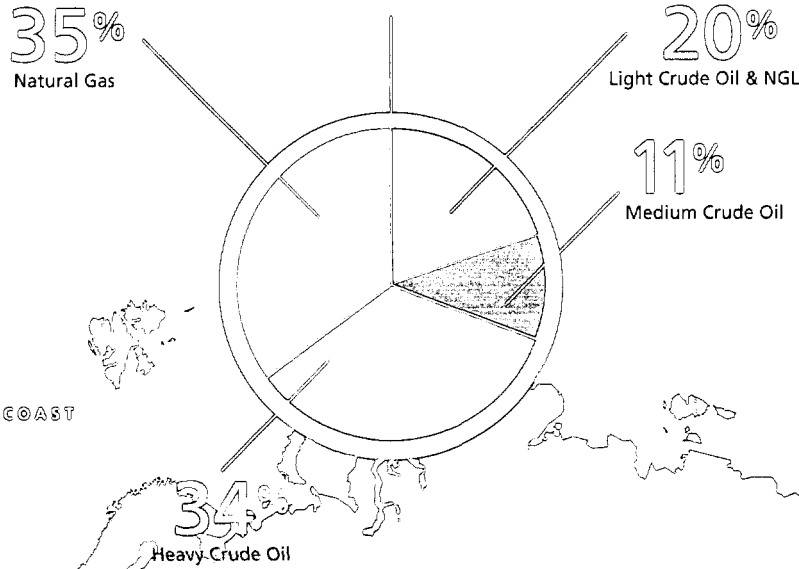 35%
Natural Gas
20%
Light Crude Oil & NGL
11%
Medium Crude Oil
COAST
34%
Heavy Crude Oil